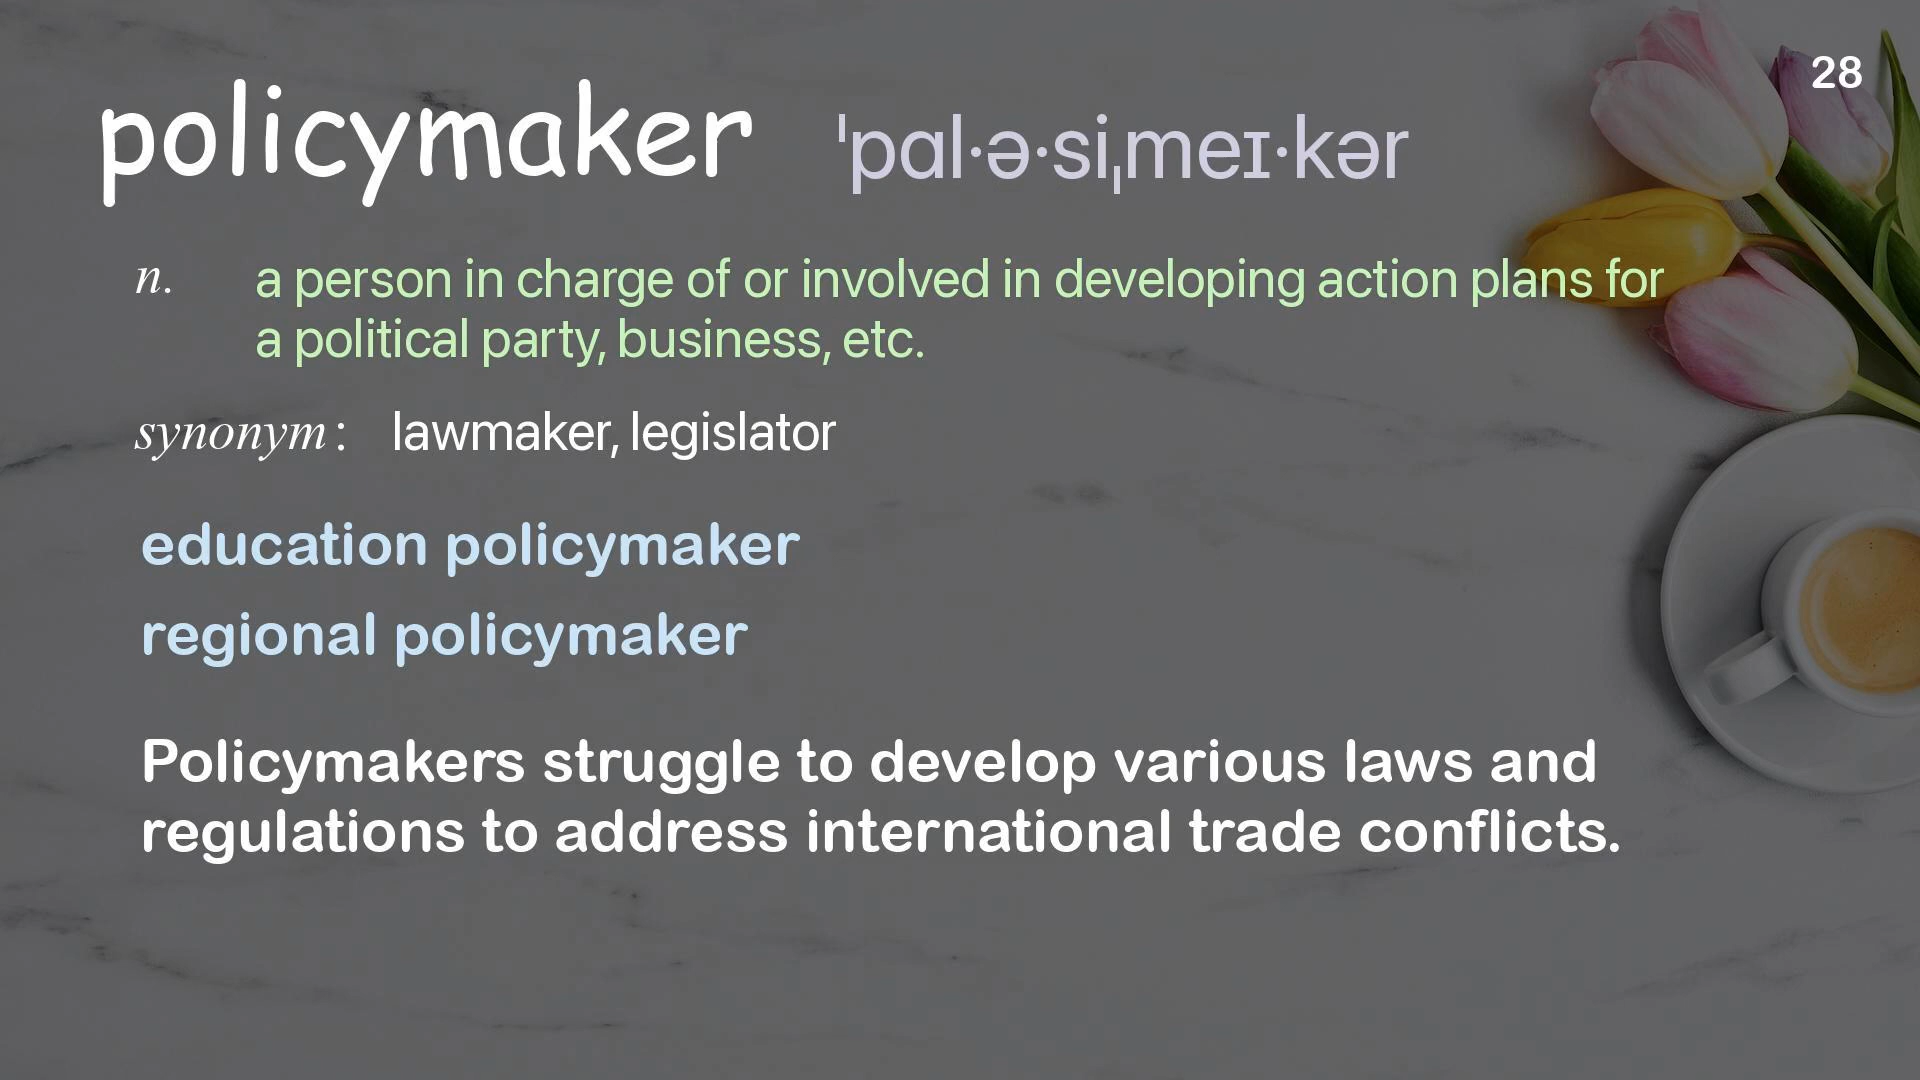 28
policymaker ˈpɑl·ə·siˌmeɪ·kər
n. a person in charge of or involved in developing action plans for
a political party, business, etc.
synonym: lawmaker, legislator
education policymaker
regional policymaker
Policymakers struggle to develop various laws and
regulations to address international trade conflicts.